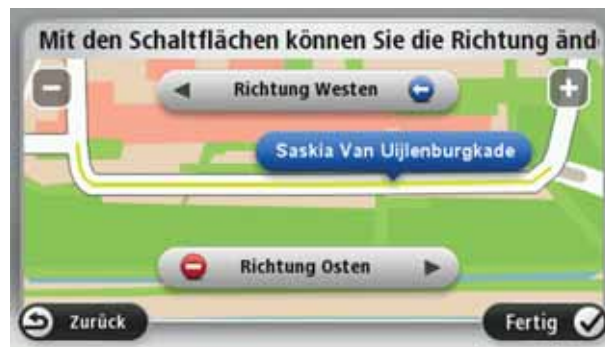 Mit den Schaltflächen können Sie die Richtung änd
Richtung Westen
Saskia Van Uijlenburgkade
Richtung Osten
Zurück
Fertig